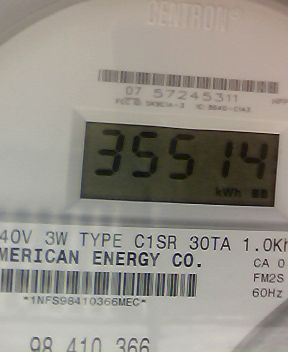 CENTRON®
07 57245311
35514
kWh
40V 3W TYPE C1SR 30TA 1.0Kh
MERICAN ENERGY CO.
CA 0
FM2S
60Hz
*1NFS98410366MEC*
98 410 366